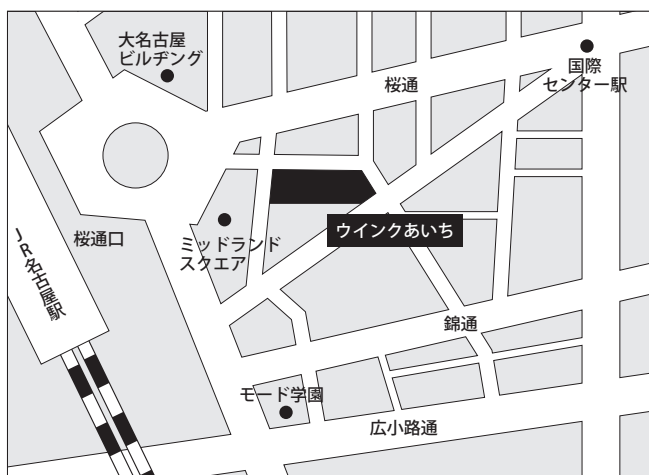 大名古屋
ビルヂング
国際
センター駅
桜通
ウインクあいち
ミッドランド
スクエア
桜通口
JR名古屋駅
錦通
モード学園
広小路通